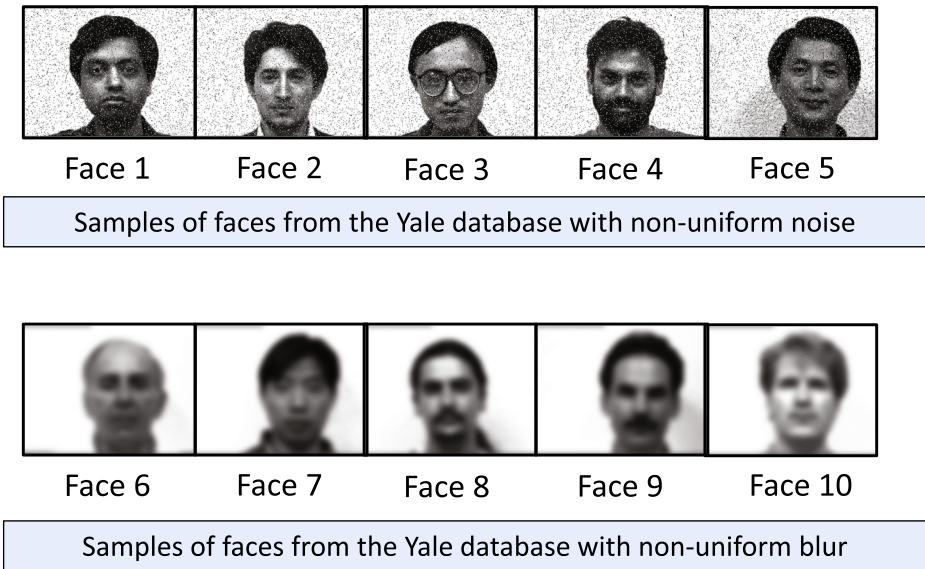 Face 1 Face 2 Face 3 Face 4 Face 5
Samples of faces from the Yale database with non-uniform noise
Face 6 Face 7 Face 8 Face 9 Face 10
Samples of faces from the Yale database with non-uniform blur